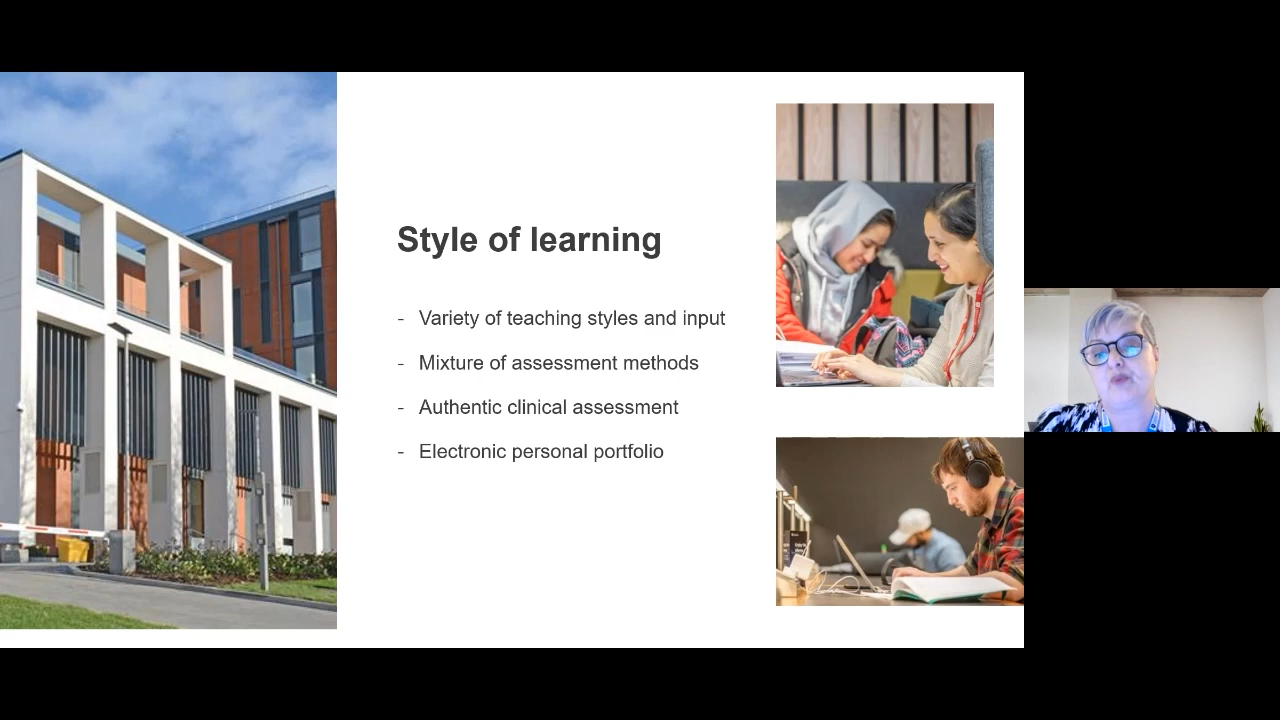 Style of learning
- Variety of teaching styles and input
- Mixture of assessment methods
- Authentic clinical assessment
- Electronic personal portfolio